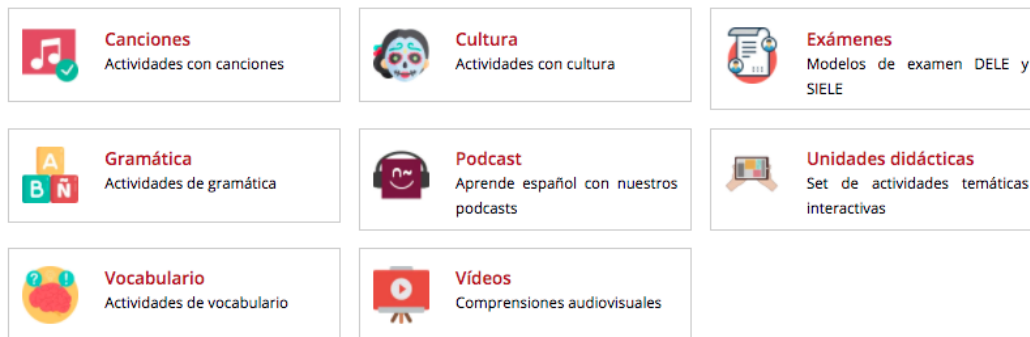 Canciones
Actividades con canciones
Cultura
Actividades con cultura
Exámenes
Modelos de examen DELE y
SIELE
A
B Ñ
Gramática
Actividades de gramática
Podcast
Aprende español con nuestros
podcasts
Unidades didácticas
Set de actividades temáticas
interactivas
? !
Vocabulario
Actividades de vocabulario
Vídeos
Comprensiones audiovisuales